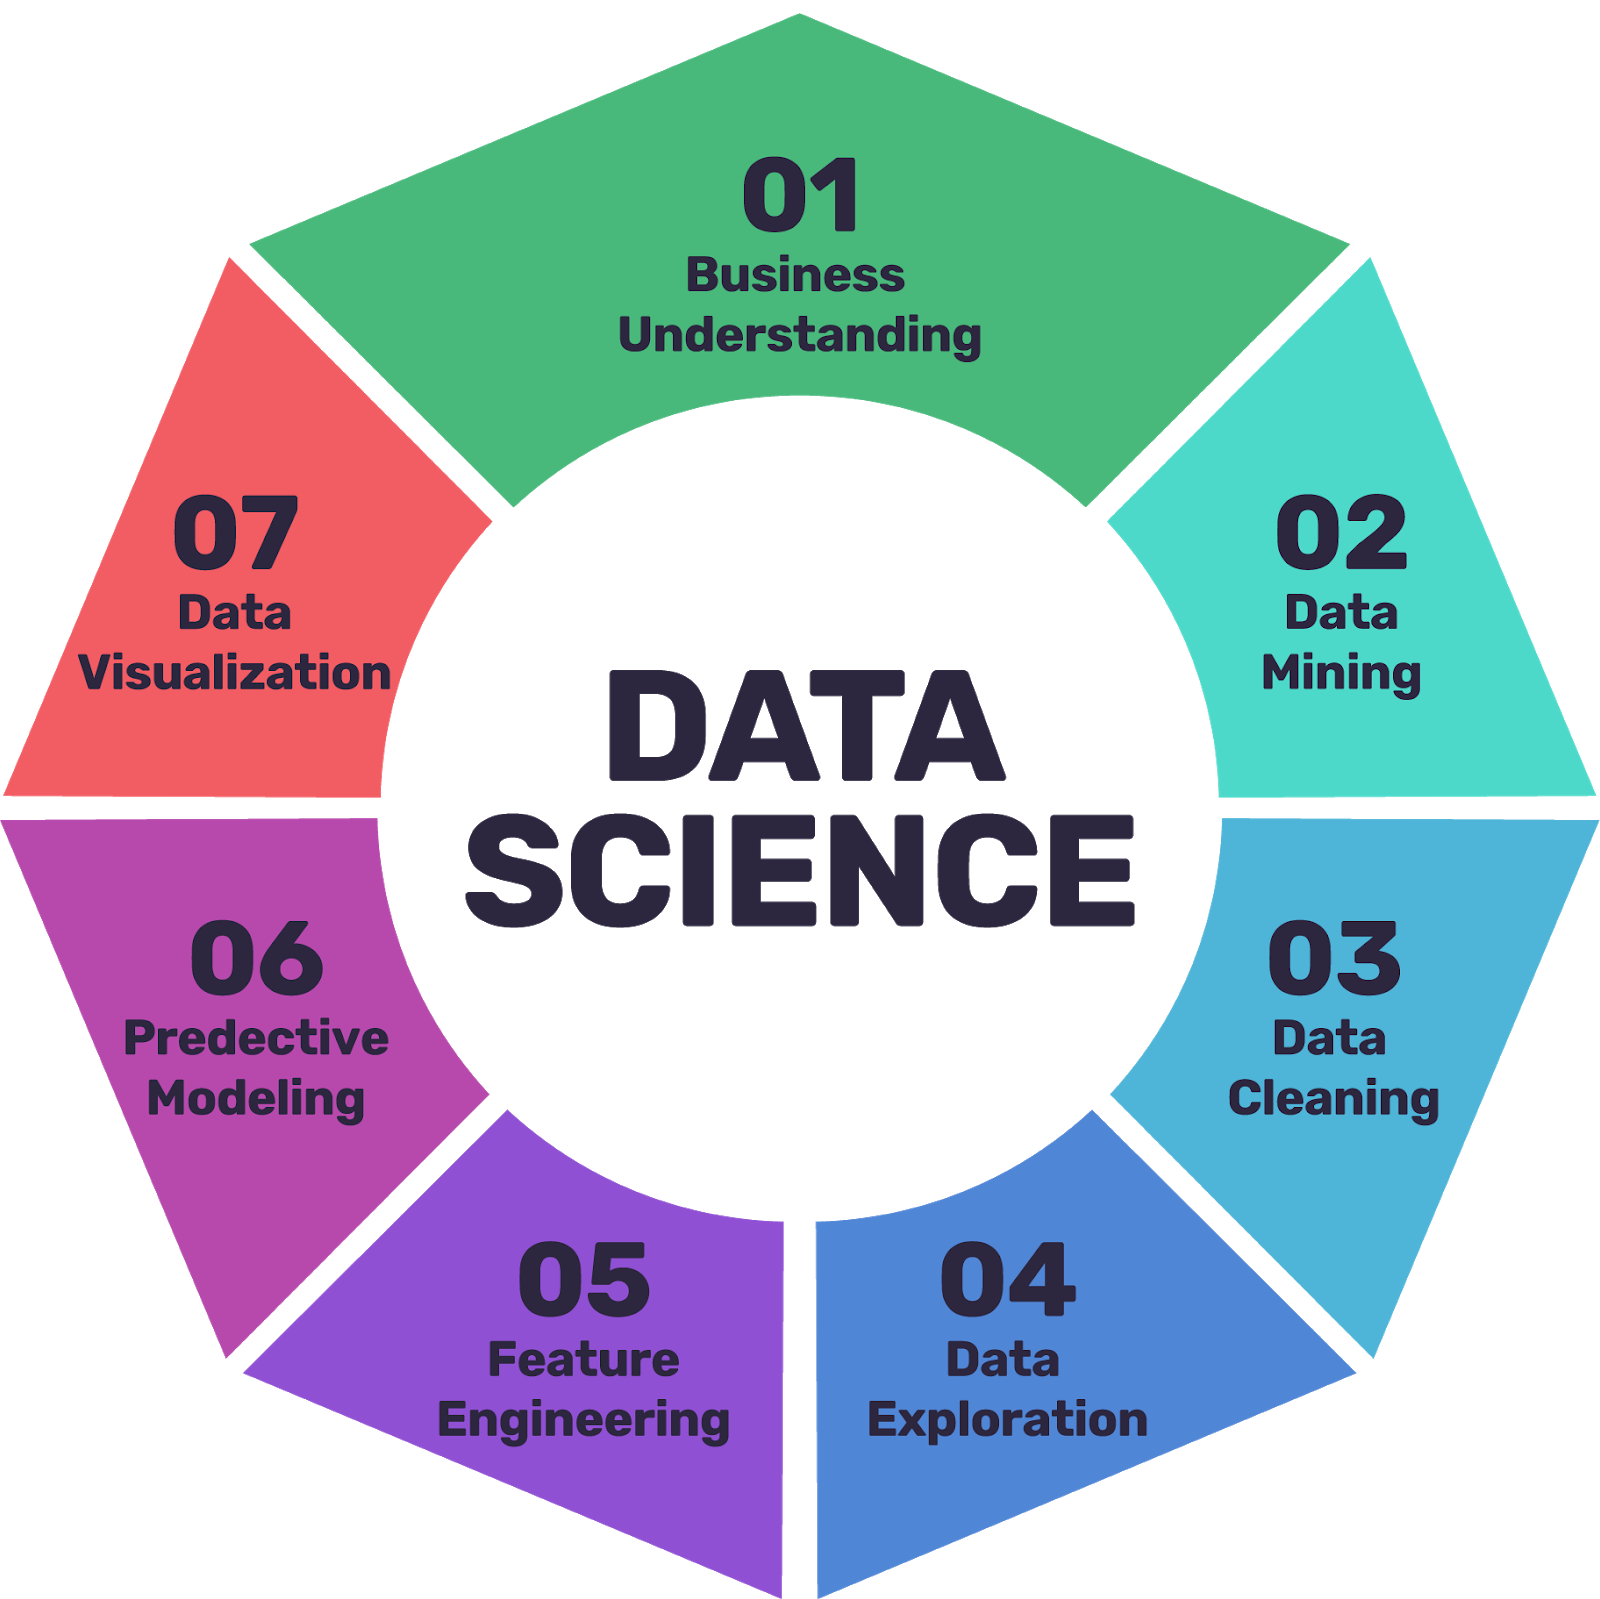 01
Business
Understanding
02
Data
Mining
03
Data
Cleaning
04
Data
Exploration
05
Feature
Engineering
06
Predective
Modeling
07
Data
Visualization
DATA
SCIENCE